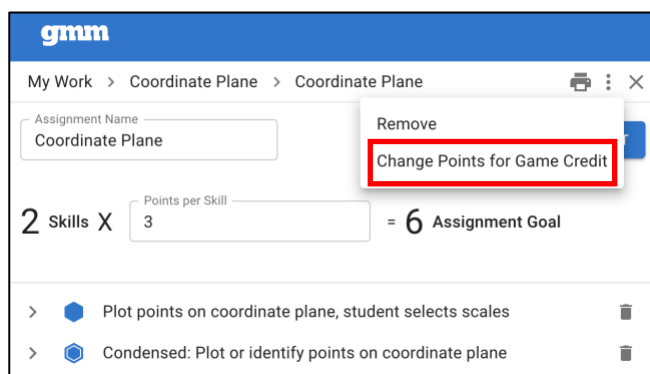 gmm
My Work > Coordinate Plane > Coordinate Plane
Assignment Name
Coordinate Plane
Remove
Change Points for Game Credit
2 Skills X
Points per Skill
3
= 6 Assignment Goal
Plot points on coordinate plane, student selects scales
Condensed: Plot or identify points on coordinate plane